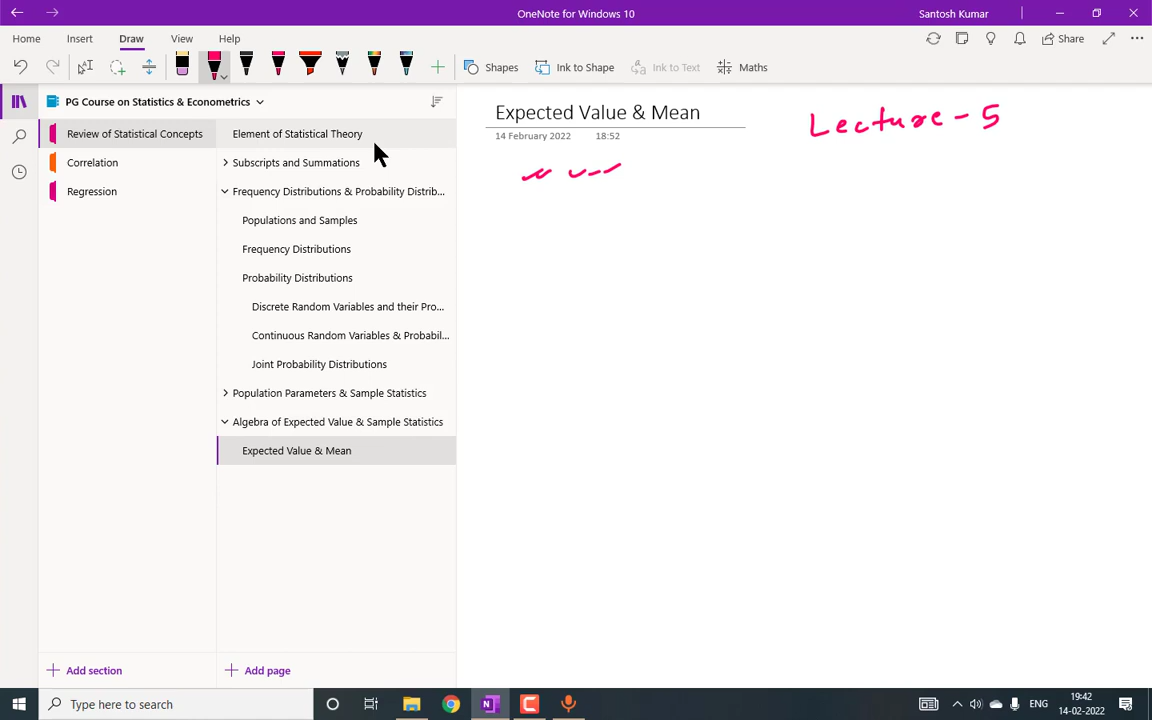 OneNote for Windows 10
Santosh Kumar
Home Insert Draw View Help
Share
Shapes Ink to Shape Ink to Text Maths
PG Course on Statistics & Econometrics
Review of Statistical Concepts
Correlation
Regression
Element of Statistical Theory
Subscripts and Summations
Frequency Distributions & Probability Distrib...
Populations and Samples
Frequency Distributions
Probability Distributions
Discrete Random Variables and their Pro...
Continuous Random Variables & Probabil...
Joint Probability Distributions
Population Parameters & Sample Statistics
Algebra of Expected Value & Sample Statistics
Expected Value & Mean
Add section
Add page
Expected Value & Mean
14 February 2022 18:52
Lecture - 5
Type here to search
ENG
19:42
14-02-2022